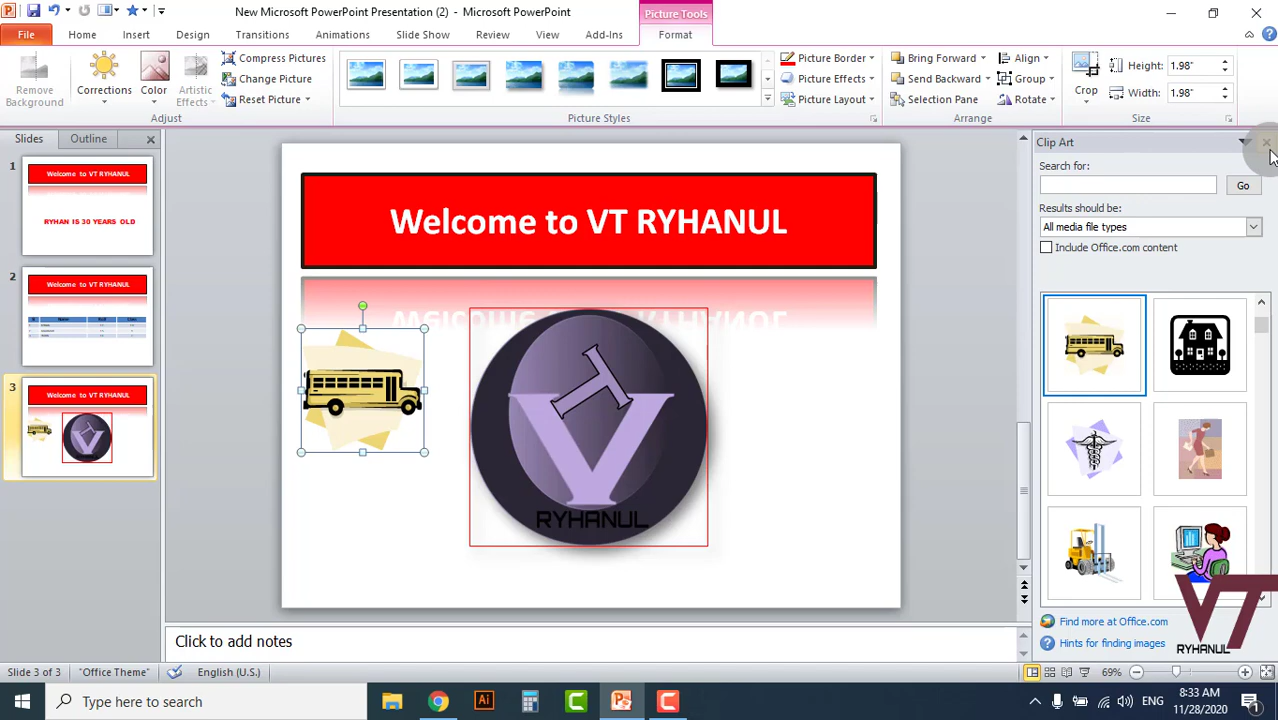 New Microsoft PowerPoint Presentation (2) - Microsoft PowerPoint
Picture Tools
File Home Insert Design Transitions Animations Slide Show Review View Add-Ins Format
Remove Background
Corrections
Color
Artistic Effects
Compress Pictures
Change Picture
Reset Picture
Picture Border
Picture Effects
Picture Layout
Bring Forward
Send Backward
Selection Pane
Align
Group
Rotate
Crop
Height: 1.98"
Width: 1.98"
Adjust
Picture Styles
Arrange
Size
Slides Outline
1
Welcome to VT RYHANUL
RYHAN IS 30 YEARS OLD
2
Welcome to VT RYHANUL
3
Welcome to VT RYHANUL
Welcome to VT RYHANUL
VT
RYHANUL
Clip Art
Search for:
Go
Results should be:
All media file types
Include Office.com content
Find more at Office.com
Hints for finding images
VT
RYHANUL
Click to add notes
Slide 3 of 3 "Office Theme" English (U.S.) 69%
Type here to search
Ai
ENG
8:33 AM
11/28/2020
1